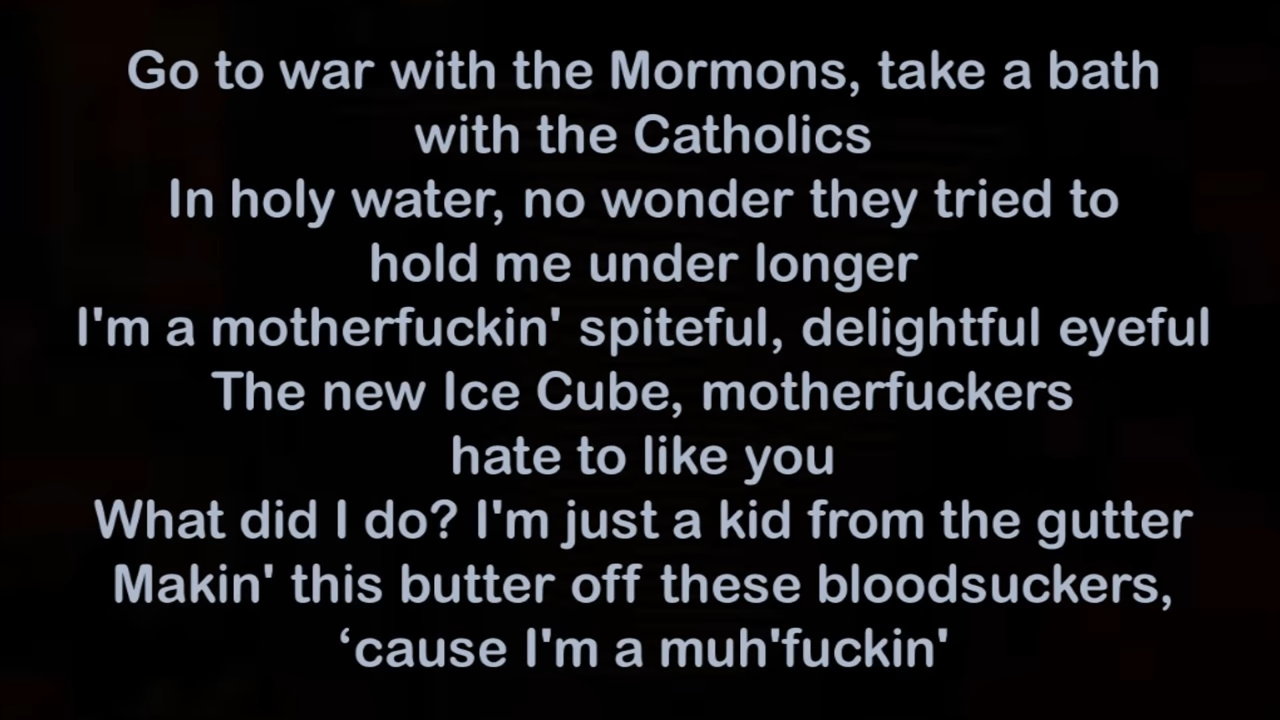 Go to war with the Mormons, take a bath
with the Catholics
In holy water, no wonder they tried to
hold me under longer
I'm a motherfuckin' spiteful, delightful eyeful
The new Ice Cube, motherfuckers
hate to like you
What did I do? I'm just a kid from the gutter
Makin' this butter off these bloodsuckers,
‘cause I'm a muh'fuckin'